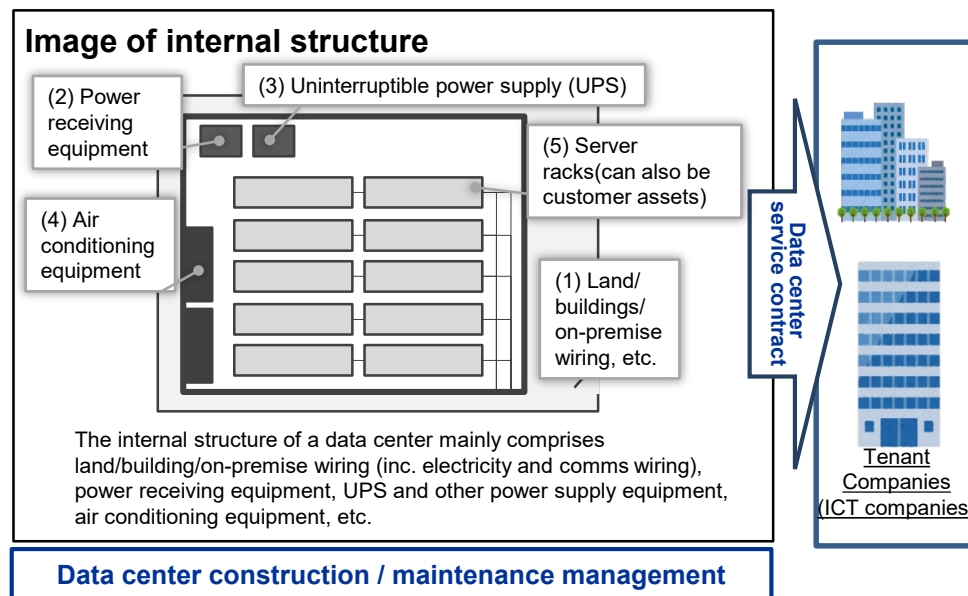 Image of internal structure
(2) Power
receiving
equipment
(3) Uninterruptible power supply (UPS)
(5) Server
racks(can also be
customer assets)
(4) Air
conditioning
equipment
(1) Land/
buildings/
on-premise
wiring, etc.
The internal structure of a data center mainly comprises
land/building/on-premise wiring (inc. electricity and comms wiring),
power receiving equipment, UPS and other power supply equipment,
air conditioning equipment, etc.
Data center construction / maintenance management
Data center
service contract
Tenant
Companies
(ICT companies